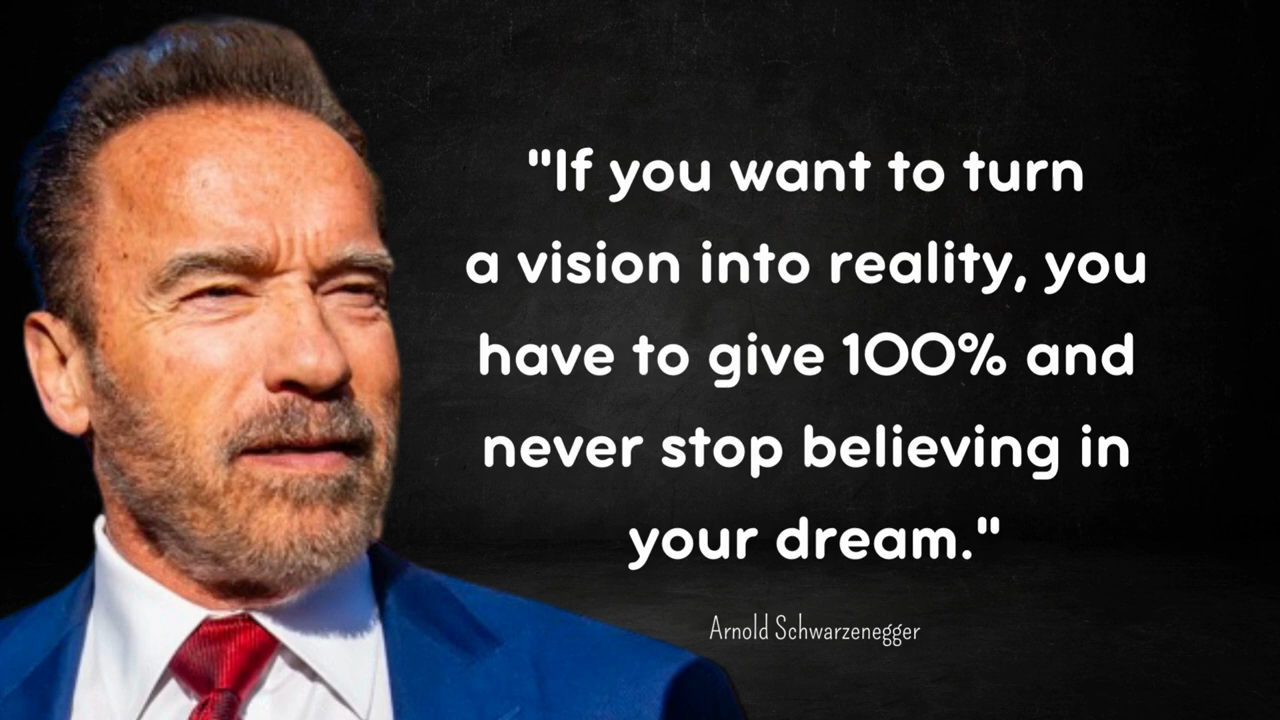 "If you want to turn
a vision into reality, you
have to give 100% and
never stop believing in
your dream."
Arnold Schwarzenegger